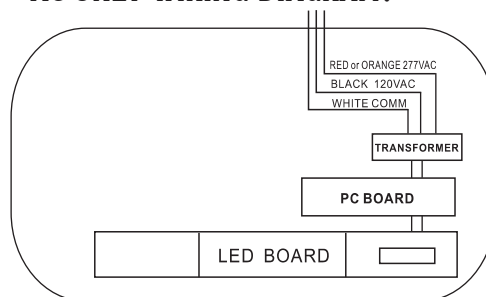 RED or ORANGE 277VAC
BLACK 120VAC
WHITE COMM
TRANSFORMER
PC BOARD
LED BOARD